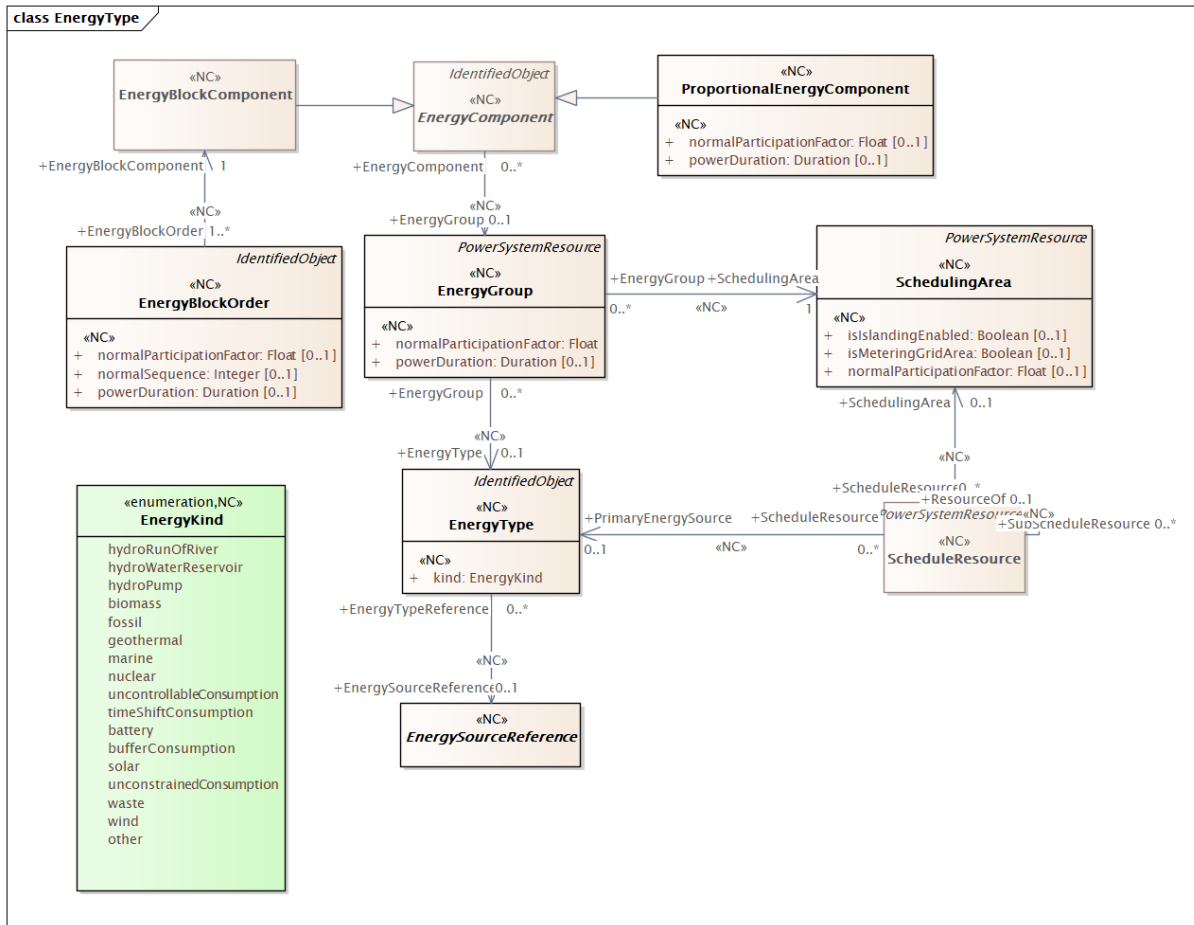 class EnergyType
«NC»
EnergyBlockComponent
IdentifiedObject
«NC»
EnergyComponent
«NC»
ProportionalEnergyComponent
«NC»
+ normalParticipationFactor: Float [0..1]
+ powerDuration: Duration [0..1]
+EnergyBlockComponent 1
«NC»
+EnergyBlockOrder 1..*
+EnergyComponent 0..*
«NC»
+EnergyGroup 0..1
IdentifiedObject
«NC»
EnergyBlockOrder
«NC»
+ normalParticipationFactor: Float [0..1]
+ normalSequence: Integer [0..1]
+ powerDuration: Duration [0..1]
PowerSystemResource
«NC»
EnergyGroup
«NC»
+ normalParticipationFactor: Float
+ powerDuration: Duration [0..1]
+EnergyGroup +SchedulingArea
0..* «NC» 1
PowerSystemResource
«NC»
SchedulingArea
«NC»
+ isIslandingEnabled: Boolean [0..1]
+ isMeteringGridArea: Boolean [0..1]
+ normalParticipationFactor: Float [0..1]
+EnergyGroup 0..*
«NC»
+EnergyType 0..1
+SchedulingArea 0..1
«NC»
+ScheduleResource 0..*
IdentifiedObject
«NC»
EnergyType
«NC»
+ kind: EnergyKind
+PrimaryEnergySource +ScheduleResource
0..1 «NC» 0..*
+ResourceOf 0..1
«NC»
+SubScheduleResource 0..*
PowerSystemResource
«NC»
ScheduleResource
+EnergyTypeReference 0..*
«NC»
+EnergySourceReference 0..1
«NC»
EnergySourceReference
«enumeration,NC»
EnergyKind
hydroRunOfRiver
hydroWaterReservoir
hydroPump
biomass
fossil
geothermal
marine
nuclear
uncontrollableConsumption
timeShiftConsumption
battery
bufferConsumption
solar
unconstrainedConsumption
waste
wind
other